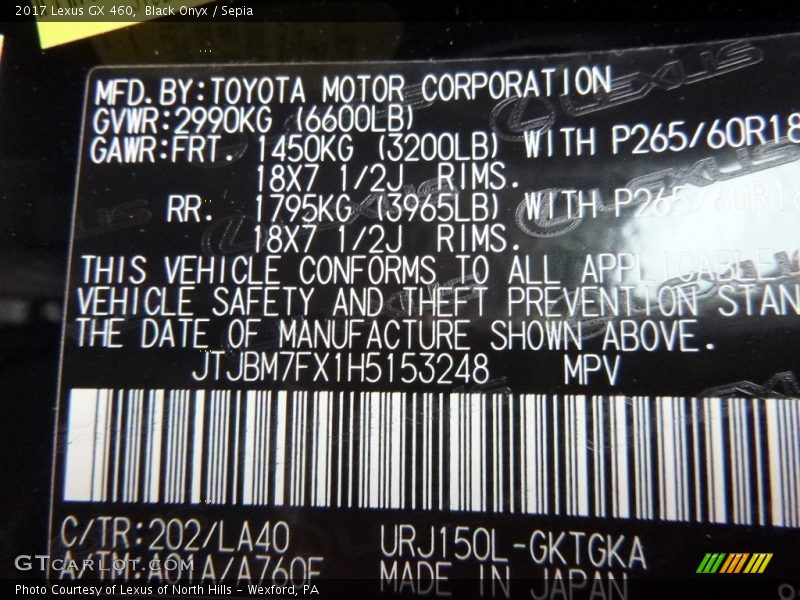 2017 Lexus GX 460, Black Onyx / Sepia
MFD.BY:TOYOTA MOTOR CORPORATION
GVWR:2990KG (6600LB)
GAWR:FRT. 1450KG (3200LB) WITH P265/60R18
18X7 1/2J RIMS.
RR. 1795KG (3965LB) WITH P265/60R18
18X7 1/2J RIMS.
THIS VEHICLE CONFORMS TO ALL APPLICABLE
VEHICLE SAFETY AND THEFT PREVENTION STAN
THE DATE OF MANUFACTURE SHOWN ABOVE.
JTJBM7FX1H5153248 MPV
C/TR:202/LA40 URJ150L-GKTGKA
A/TM:A01A/A760F MADE IN JAPAN
GTcarlot.com
Photo Courtesy of Lexus of North Hills - Wexford, PA